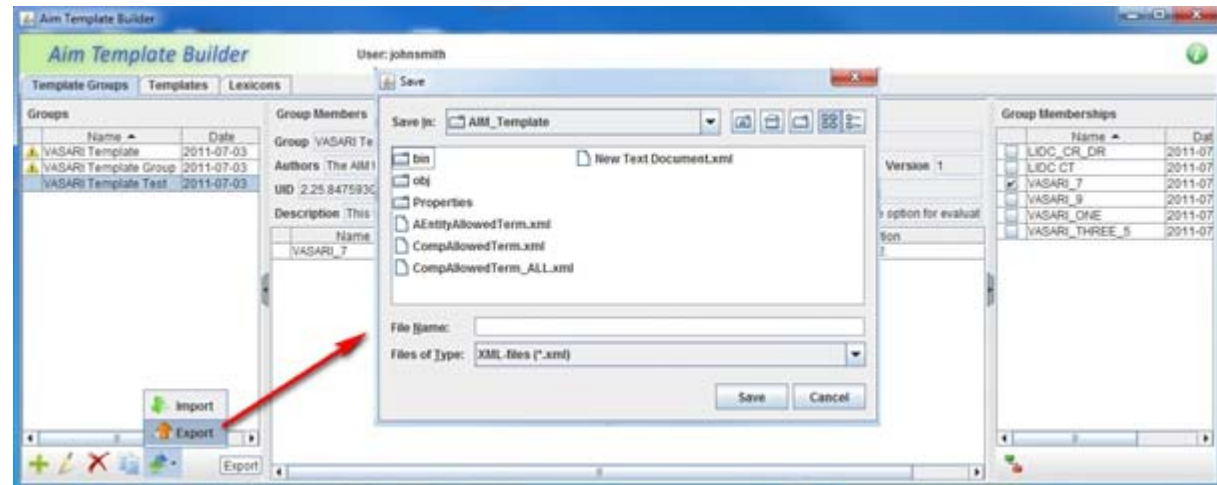 Aim Template Builder
Aim Template Builder
User: johnsmith
Template Groups Templates Lexicons
Groups
Name Date
VASARI Template 2011-07-03
VASARI Template Group 2011-07-03
VASARI Template Test 2011-07-03
Import
Export
Export
Group Members
Group VASARI Te
Authors The AIM
Version 1
UID 2.25.8475930
Description This
option for evaluat
Name
tion
VASARI_7
Save
Save In: AIM_Template
bin
obj
Properties
AEntityAllowedTerm.xml
CompAllowedTerm.xml
CompAllowedTerm_ALL.xml
New Text Document.xml
File Name:
Files of Type: XML-files (*.xml)
Save Cancel
Group Memberships
Name Dat
LIDC_CR_DR 2011-07
LIDC CT 2011-07
VASARI_7 2011-07
VASARI_9 2011-07
VASARI_ONE 2011-07
VASARI_THREE_5 2011-07